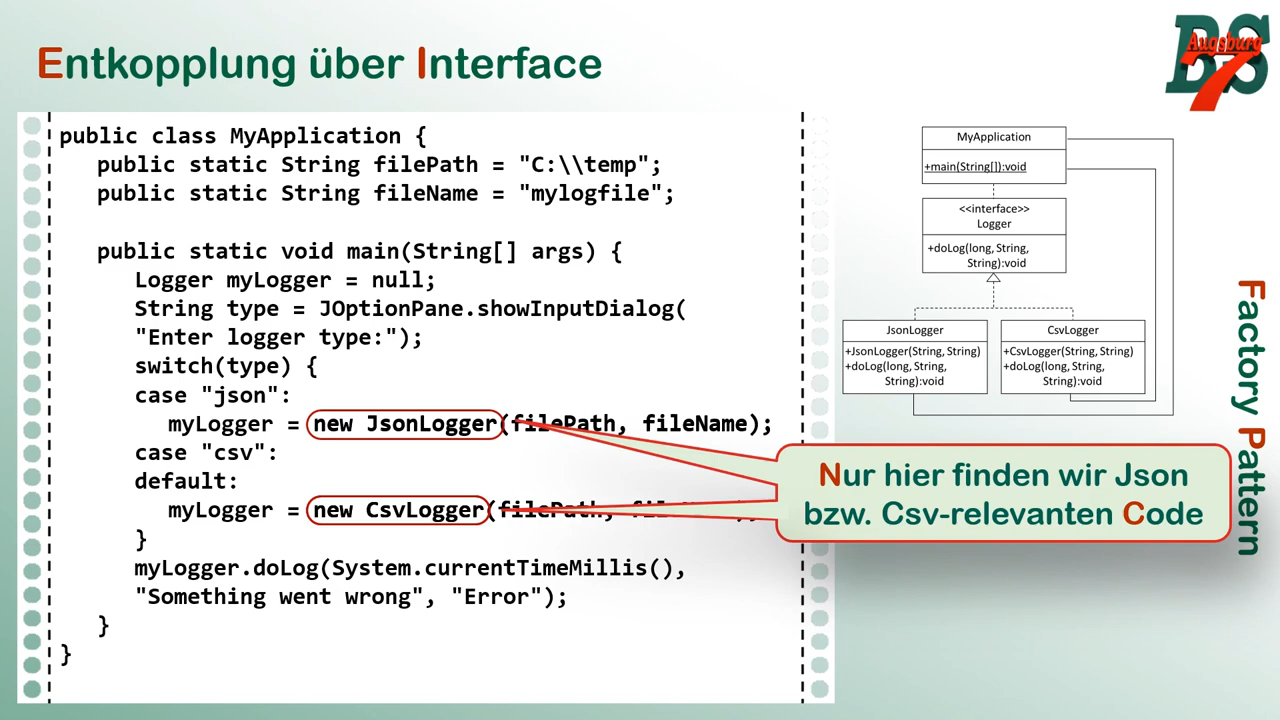 Entkopplung über Interface
BS
Augsburg
7
public class MyApplication {
public static String filePath = "C:\\temp";
public static String fileName = "mylogfile";
public static void main(String[] args) {
Logger myLogger = null;
String type = JOptionPane.showInputDialog(
"Enter logger type:");
switch(type) {
case "json":
myLogger = new JsonLogger(filePath, fileName);
case "csv":
default:
myLogger = new CsvLogger(filePath,
}
myLogger.doLog(System.currentTimeMillis(),
"Something went wrong", "Error");
}
}
MyApplication
+main(String[]):void
<<interface>>
Logger
+doLog(long, String,
String):void
JsonLogger
+JsonLogger(String, String)
+doLog(long, String,
String):void
CsvLogger
+CsvLogger(String, String)
+doLog(long, String,
String):void
Nur hier finden wir Json
bzw. Csv-relevanten Code
Factory Pattern